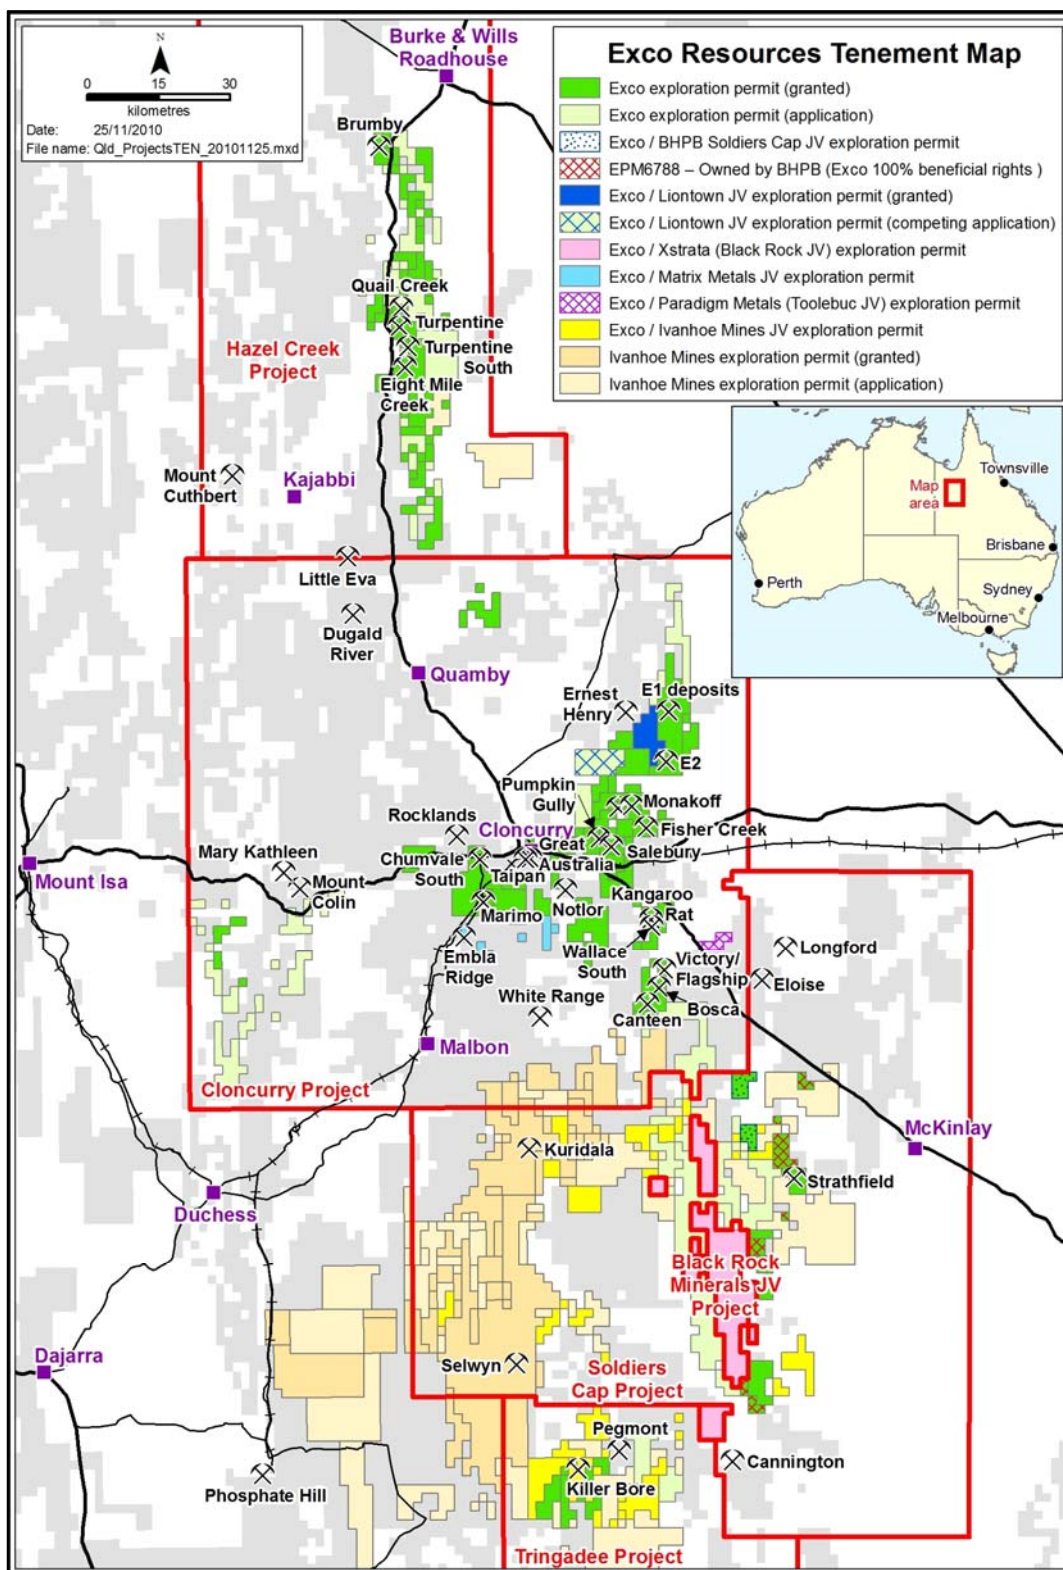 Exco Resources Tenement Map
Exco exploration permit (granted)
Exco exploration permit (application)
Exco / BHPB Soldiers Cap JV exploration permit
EPM6788 – Owned by BHPB (Exco 100% beneficial rights )
Exco / Liontown JV exploration permit (granted)
Exco / Liontown JV exploration permit (competing application)
Exco / Xstrata (Black Rock JV) exploration permit
Exco / Matrix Metals JV exploration permit
Exco / Paradigm Metals (Toolebuc JV) exploration permit
Exco / Ivanhoe Mines JV exploration permit
Ivanhoe Mines exploration permit (granted)
Ivanhoe Mines exploration permit (application)
N
0 15 30
kilometres
Date: 25/11/2010
File name: Qld_ProjectsTEN_20101125.mxd
Burke & Wills
Roadhouse
Brumby
Quail Creek
Turpentine
Turpentine
South
Eight Mile
Creek
Hazel Creek
Project
Mount
Cuthbert
Kajabbi
Townsville
Map
area
Brisbane
Perth
Sydney
Melbourne
Little Eva
Dugald
River
Quamby
Ernest
Henry
E1 deposits
E2
Pumpkin
Gully
Monakoff
Fisher Creek
Salebury
Rocklands
Cloncurry
Great
Australia
Chumvale
South
Taipan
Mary Kathleen
Mount
Colin
Mount Isa
Marimo
Notlor
Kangaroo
Rat
Embla
Ridge
Wallace
South
Victory/
Flagship
Longford
Eloise
White Range
Canteen
Bosca
Malbon
Cloncurry Project
Kuridala
McKinlay
Strathfield
Duchess
Black Rock
Minerals JV
Project
Dajarra
Selwyn
Soldiers
Cap Project
Pegmont
Cannington
Killer Bore
Phosphate Hill
Tringadee Project